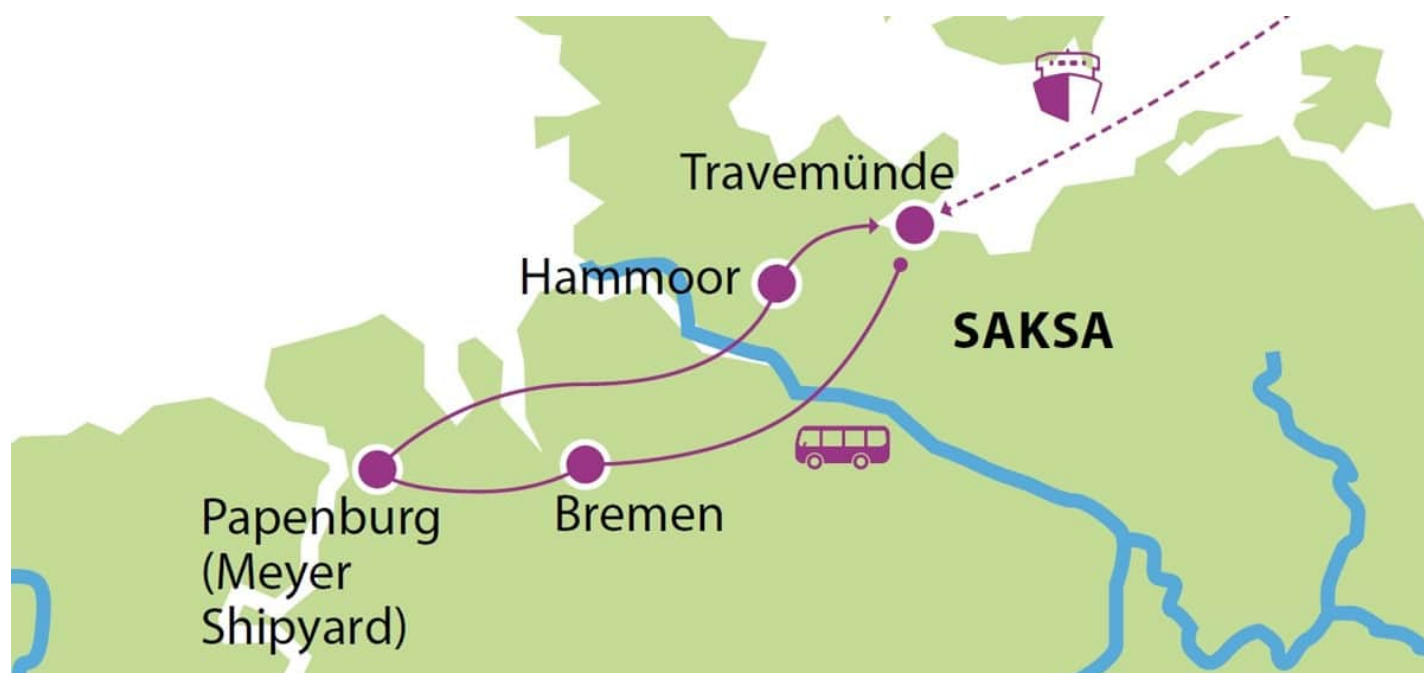 Travemünde
Hammoor
SAKSA
Papenburg
(Meyer
Shipyard)
Bremen